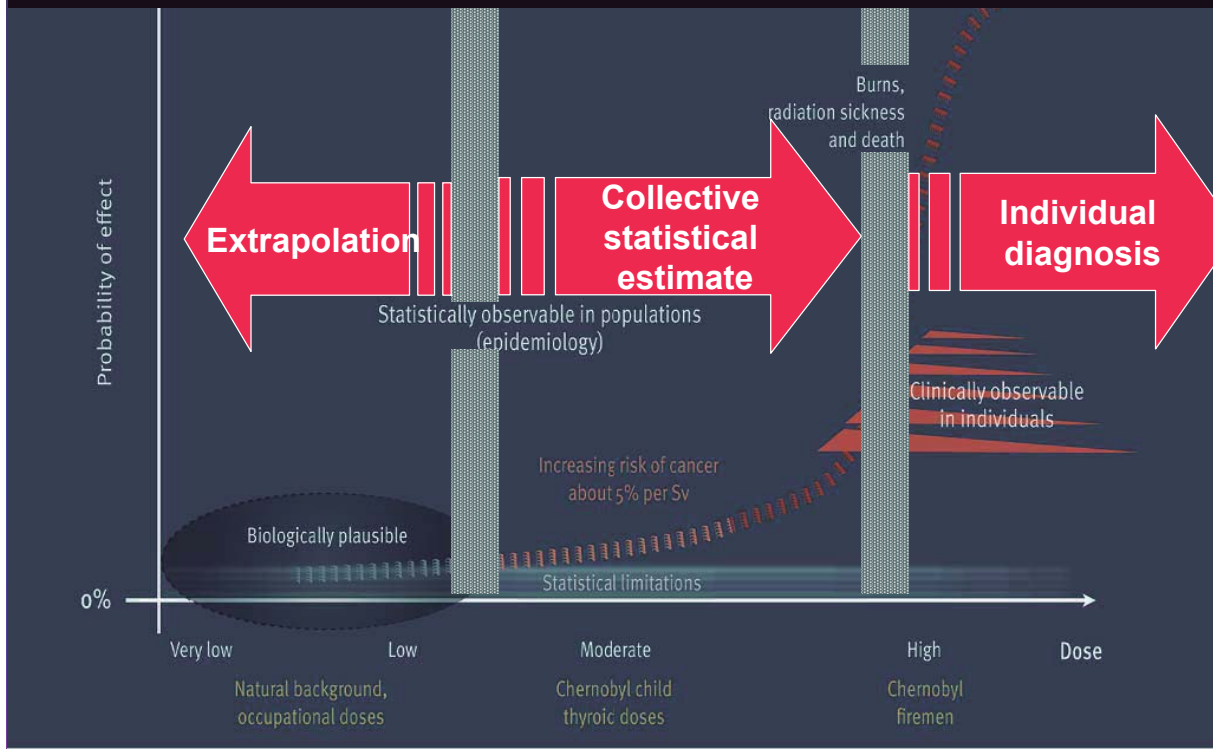 Burns,
radiation sickness
and death
Probability of effect
Extrapolation
Collective
statistical
estimate
Individual
diagnosis
Statistically observable in populations
(epidemiology)
Clinically observable
in individuals
Increasing risk of cancer
about 5% per Sv
Biologically plausible
Statistical limitations
0%
Very low
Low
Moderate
High
Dose
Natural background,
occupational doses
Chernobyl child
thyroic doses
Chernobyl
firemen